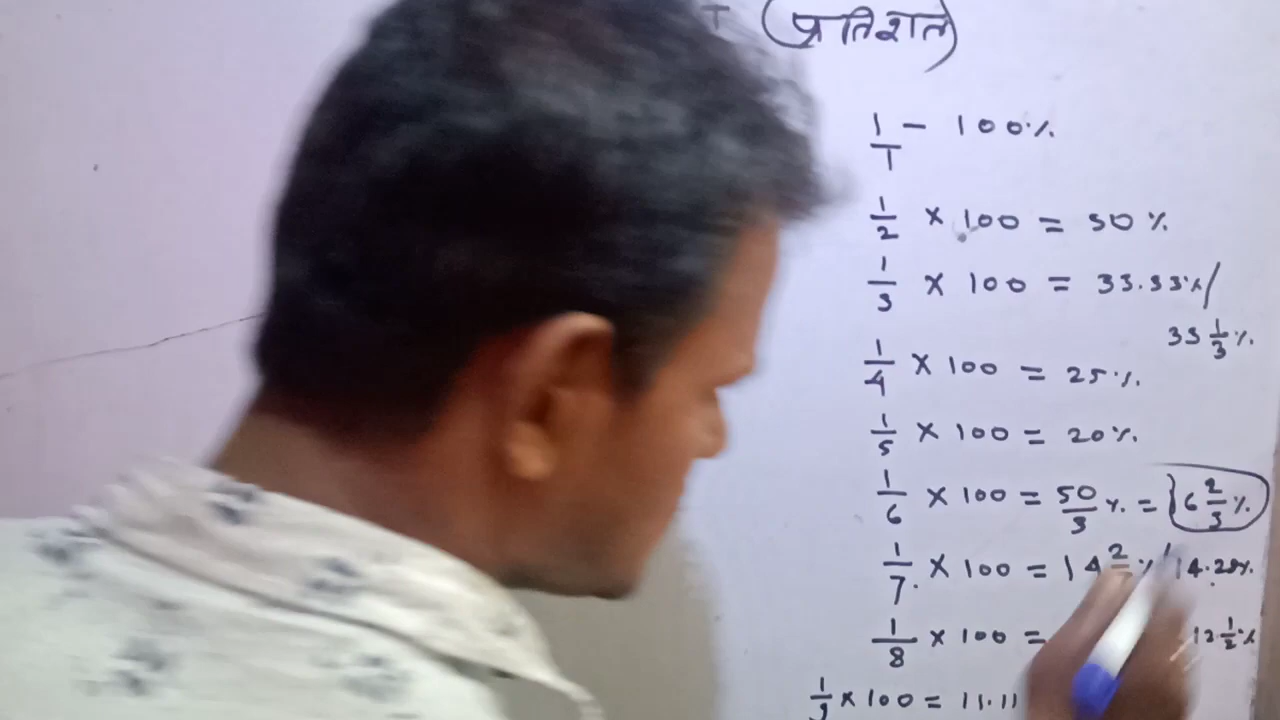 (प्रतिशत)
1/1 - 100%
1/2 × 100 = 50%
1/3 × 100 = 33.33% /
33 1/3 %.
1/4 × 100 = 25%.
1/5 × 100 = 20%.
1/6 × 100 = 50/3 %. = 16 2/3 %.
1/7 × 100 = 14 2/ % / 14.28%.
1/8 × 100 = 12 1/2 %
1/9 × 100 = 11.11